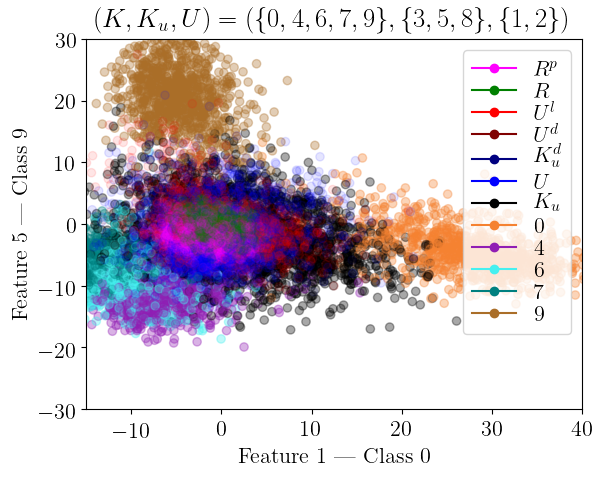 (K, K_u, U) = ({0, 4, 6, 7, 9}, {3, 5, 8}, {1, 2})
30
20
10
0
−10
−20
−30
Feature 5 — Class 9
R^p
R
U^l
U^d
K_u^d
U
K_u
0
4
6
7
9
−10 0 10 20 30 40
Feature 1 — Class 0